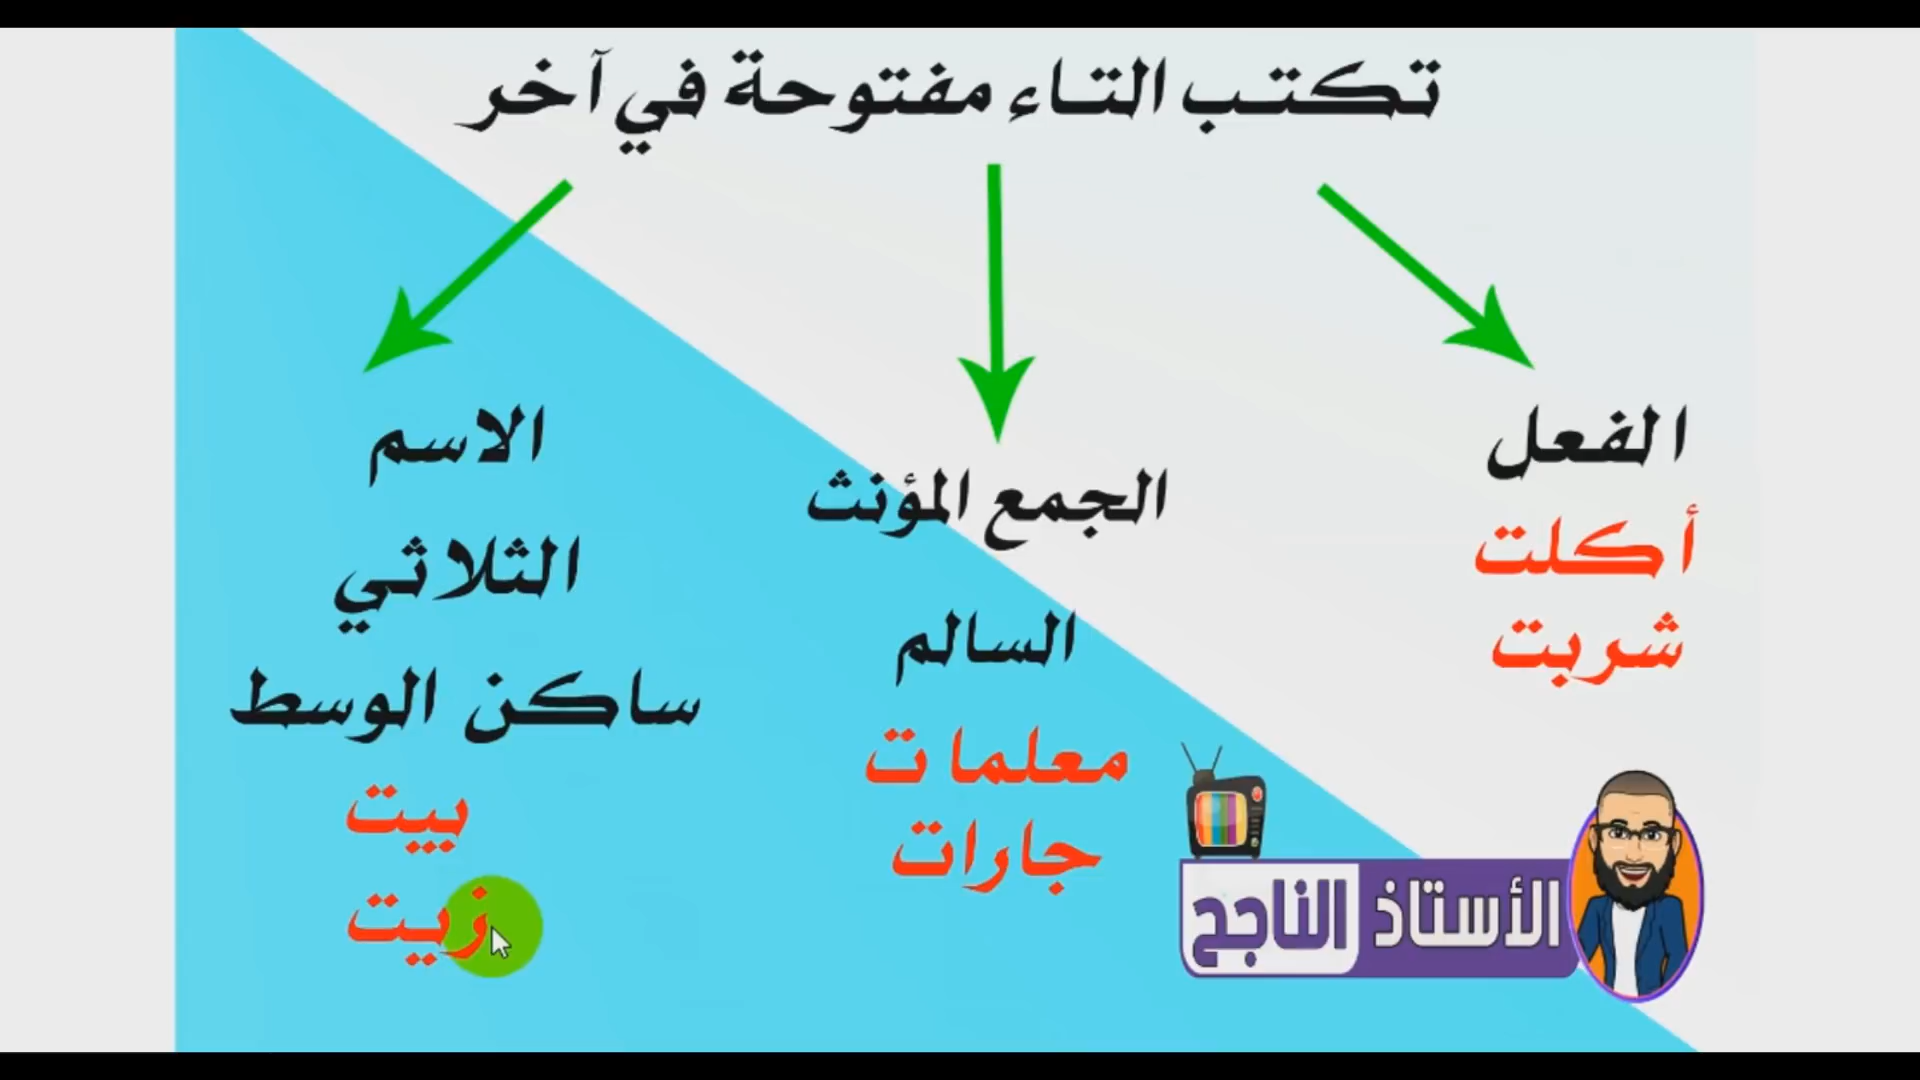 تكتب التاء مفتوحة في آخر
الفعل
أكلت
شربت
الجمع المؤنث
السالم
معلمات
جارات
الاسم
الثلاثي
ساكن الوسط
بيت
زيت
الأستاذ الناجح